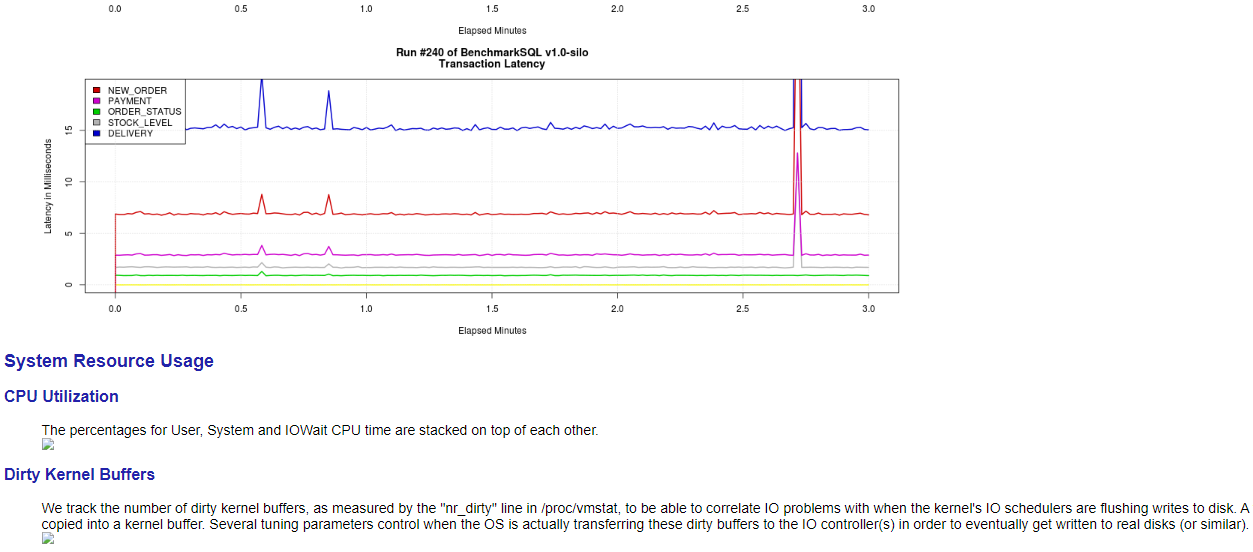 0.0 0.5 1.0 1.5 2.0 2.5 3.0
Elapsed Minutes
Run #240 of BenchmarkSQL v1.0-silo
Transaction Latency
NEW_ORDER
PAYMENT
ORDER_STATUS
STOCK_LEVEL
DELIVERY
Latency in Milliseconds
15
10
5
0
0.0 0.5 1.0 1.5 2.0 2.5 3.0
Elapsed Minutes
System Resource Usage
CPU Utilization
The percentages for User, System and IOWait CPU time are stacked on top of each other.
Dirty Kernel Buffers
We track the number of dirty kernel buffers, as measured by the "nr_dirty" line in /proc/vmstat, to be able to correlate IO problems with when the kernel's IO schedulers are flushing writes to disk. A
copied into a kernel buffer. Several tuning parameters control when the OS is actually transferring these dirty buffers to the IO controller(s) in order to eventually get written to real disks (or similar).